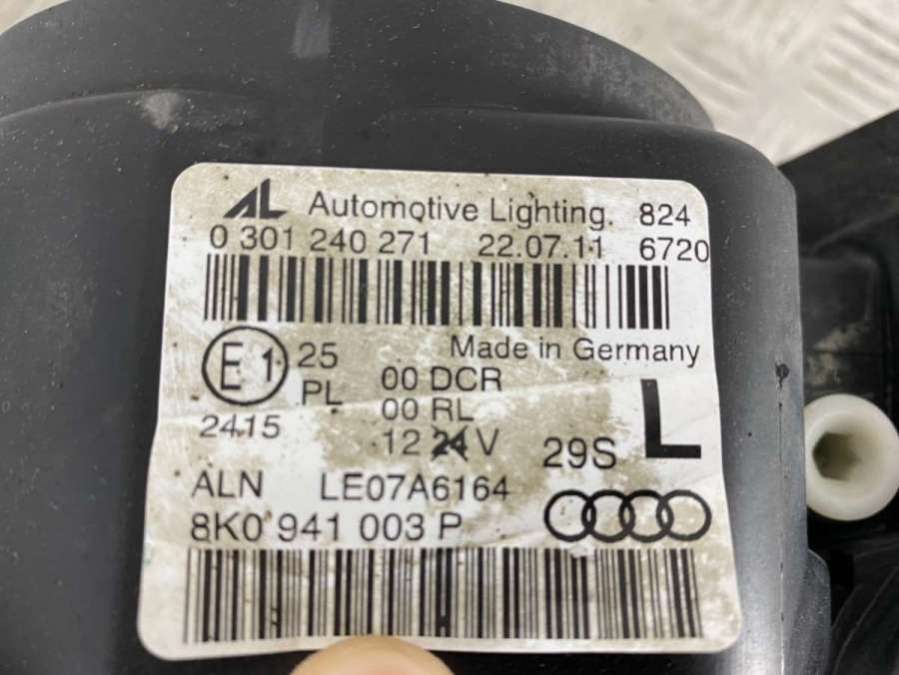 AL Automotive Lighting. 824
0 301 240 271 22.07.11 6720
Made in Germany
E1 25 00 DCR
PL 00 RL
2415 12 24 V 29S L
ALN LE07A6164
8K0 941 003 P